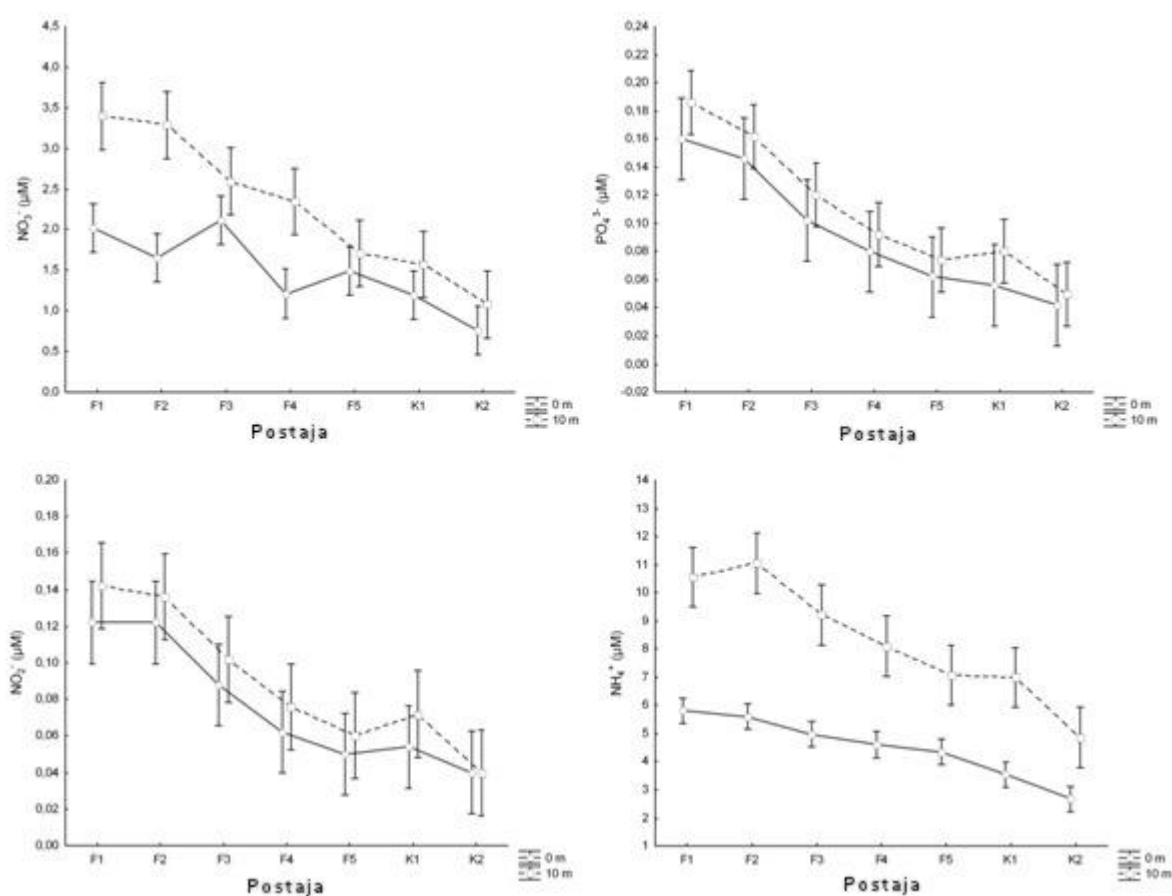 4,5
4,0
3,5
3,0
2,5
2,0
1,5
1,0
0,5
0,0
NO₃⁻ (µM)
F1 F2 F3 F4 F5 K1 K2
0 m
10 m
Postaja
0,24
0,22
0,20
0,18
0,16
0,14
0,12
0,10
0,08
0,06
0,04
0,02
0,00
-0,02
PO₄³⁻ (µM)
F1 F2 F3 F4 F5 K1 K2
0 m
10 m
Postaja
0,20
0,18
0,16
0,14
0,12
0,10
0,08
0,06
0,04
0,02
0,00
NO₂⁻ (µM)
F1 F2 F3 F4 F5 K1 K2
0 m
10 m
Postaja
14
13
12
11
10
9
8
7
6
5
4
3
2
1
NH₄⁺ (µM)
F1 F2 F3 F4 F5 K1 K2
0 m
10 m
Postaja